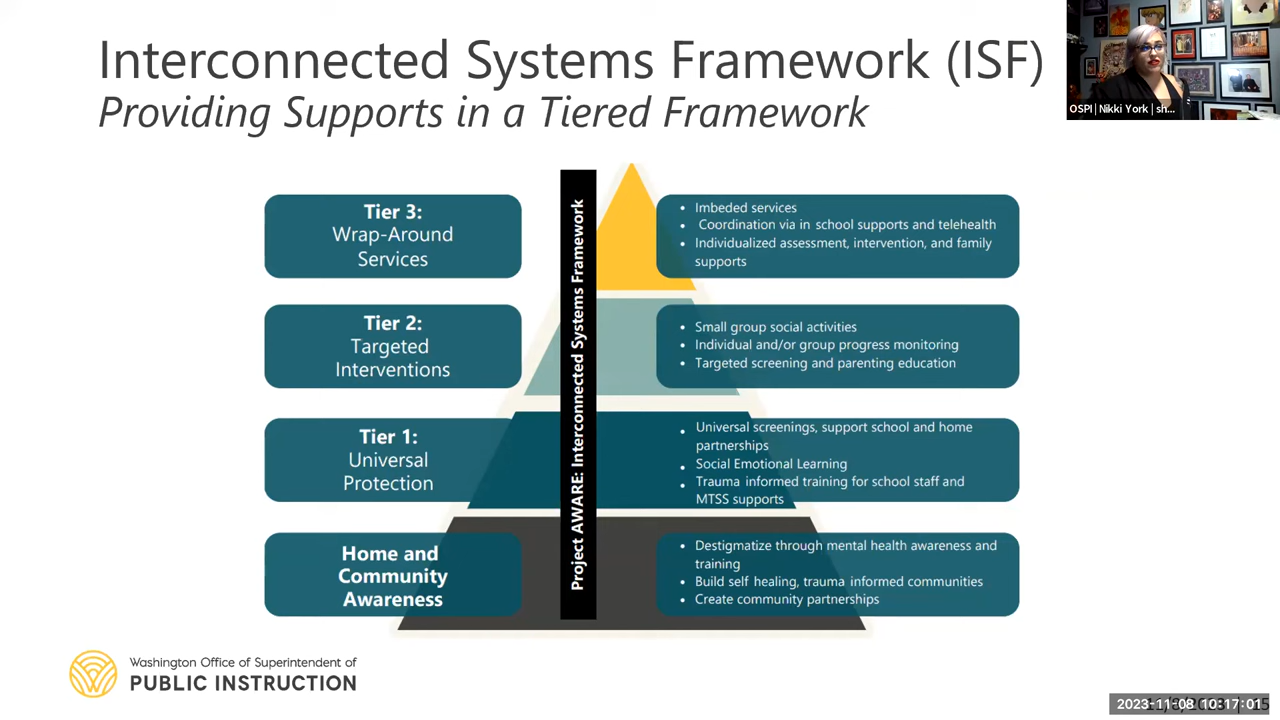 Interconnected Systems Framework (ISF)
Providing Supports in a Tiered Framework
OSPI | Nikki York | sh...
Tier 3:
Wrap-Around
Services
Imbeded services
Coordination via in school supports and telehealth
Individualized assessment, intervention, and family
supports
Tier 2:
Targeted
Interventions
Small group social activities
Individual and/or group progress monitoring
Targeted screening and parenting education
Tier 1:
Universal
Protection
Universal screenings, support school and home
partnerships
Social Emotional Learning
Trauma informed training for school staff and
MTSS supports
Home and
Community
Awareness
Destigmatize through mental health awareness and
training
Build self healing, trauma informed communities
Create community partnerships
Project AWARE: Interconnected Systems Framework
Washington Office of Superintendent of
PUBLIC INSTRUCTION
2023-11-08 10:17:01